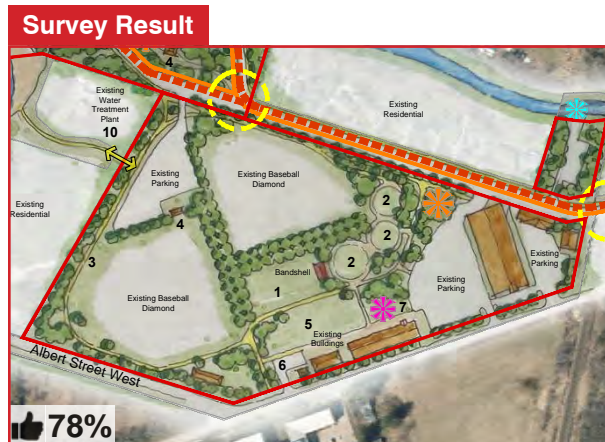 Survey Result
4
Existing
Water
Treatment
Plant
10
Existing
Residential
Existing
Parking
Existing Baseball
Diamond
Existing
Residential
4
2
2
2
3
Bandshell
1
Existing
Parking
Existing
Parking
Existing Baseball
Diamond
5
7
Existing
Buildings
6
Albert Street West
78%